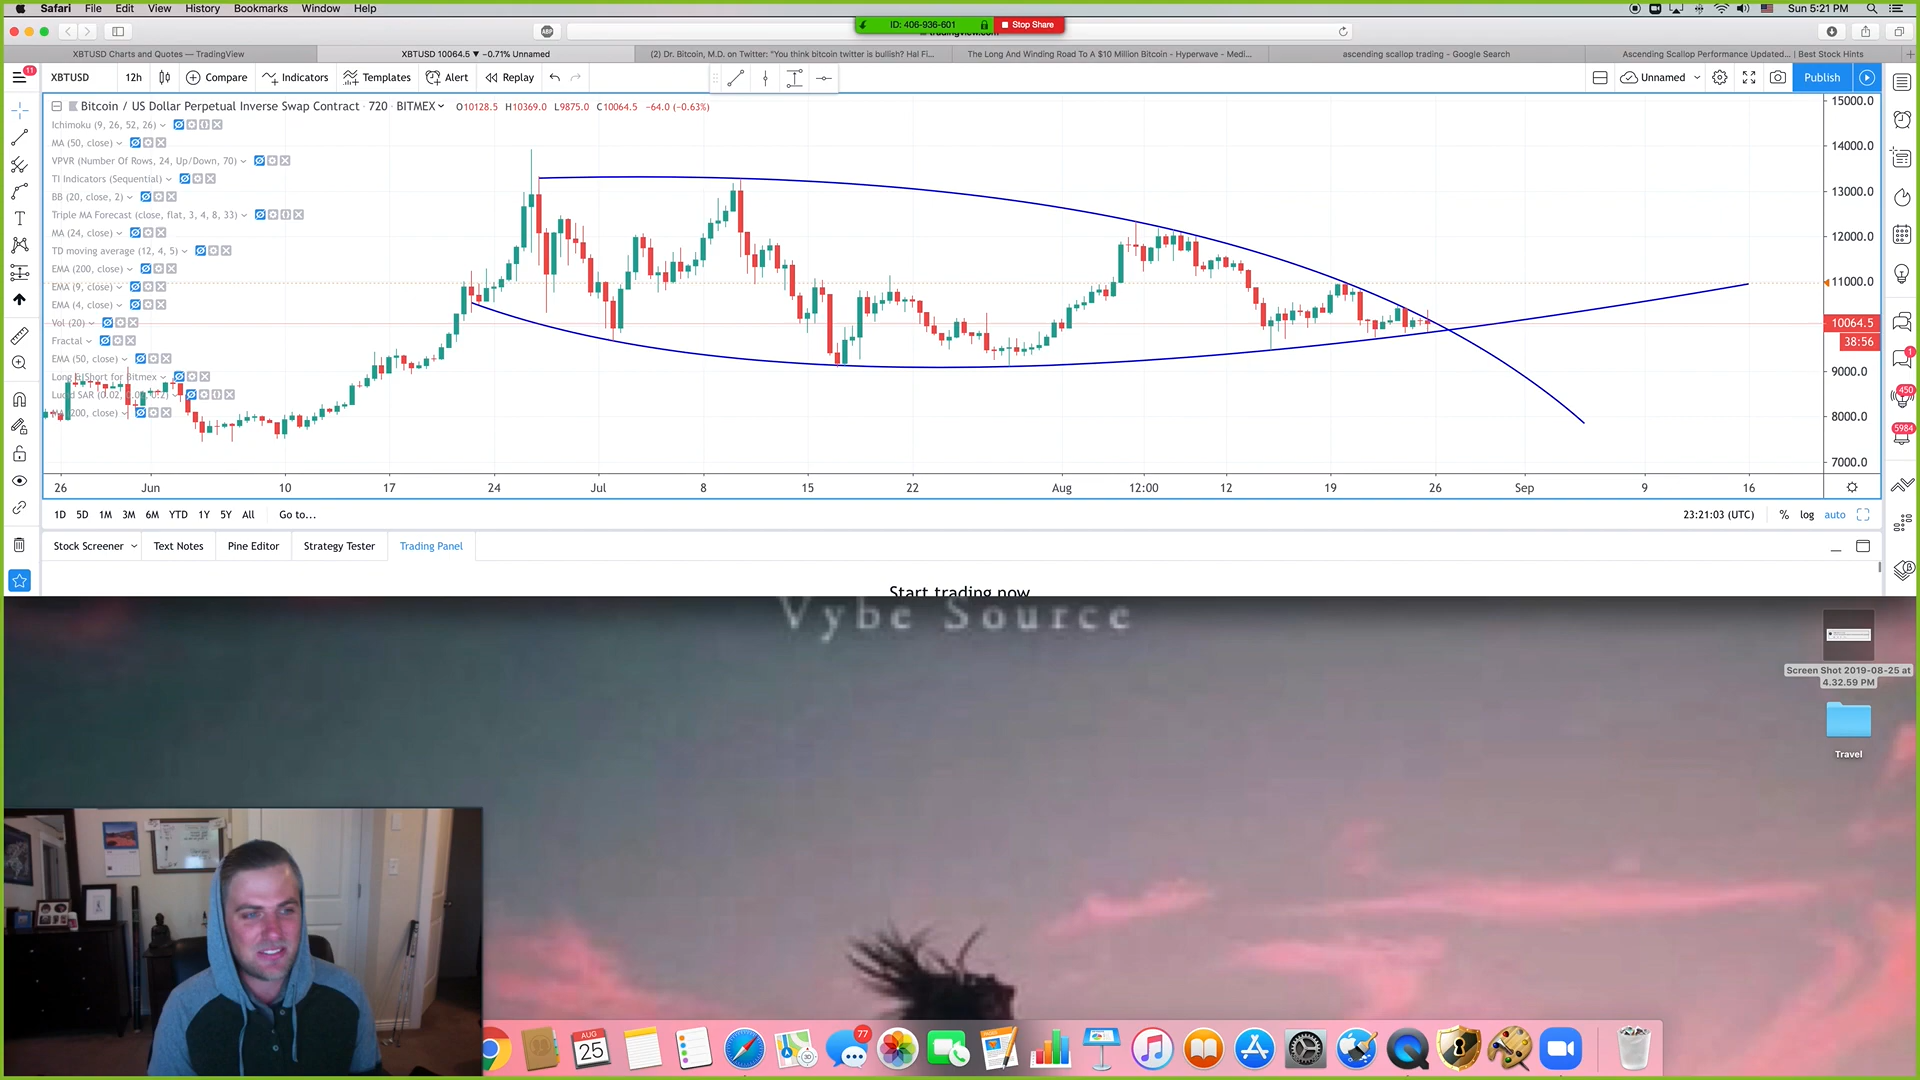 Safari File Edit View History Bookmarks Window Help
Sun 5:21 PM
ID: 406-936-601 Stop Share
XBTUSD Charts and Quotes — TradingView
XBTUSD 10064.5 ▼ −0.71% Unnamed
(2) Dr. Bitcoin, M.D. on Twitter: "You think bitcoin twitter is bullish? Hal Fi...
The Long And Winding Road To A $10 Million Bitcoin - Hyperwave - Medi...
ascending scallop trading - Google Search
Ascending Scallop Performance Updated... | Best Stock Hints
11
XBTUSD 12h Compare Indicators Templates Alert Replay
Unnamed Publish
Bitcoin / US Dollar Perpetual Inverse Swap Contract · 720 · BITMEX O10128.5 H10369.0 L9875.0 C10064.5 −64.0 (−0.63%)
Ichimoku (9, 26, 52, 26)
MA (50, close)
VPVR (Number Of Rows, 24, Up/Down, 70)
TI Indicators (Sequential)
BB (20, close, 2)
Triple MA Forecast (close, flat, 3, 4, 8, 33)
MA (24, close)
TD moving average (12, 4, 5)
EMA (200, close)
EMA (9, close)
EMA (4, close)
Vol (20)
Fractal
EMA (50, close)
Long & Short for Bitmex
(200, close)
15000.0
14000.0
13000.0
12000.0
11000.0
10064.5
38:56
9000.0
8000.0
7000.0
1
450
5984
26 Jun 10 17 24 Jul 8 15 22 Aug 12:00 12 19 26 Sep 9 16
1D 5D 1M 3M 6M YTD 1Y 5Y All Go to...
23:21:03 (UTC) % log auto
Stock Screener Text Notes Pine Editor Strategy Tester Trading Panel
Start trading now
Vybe Source
Screen Shot 2019-08-25 at
4.32.59 PM
Travel
AUG
25
77